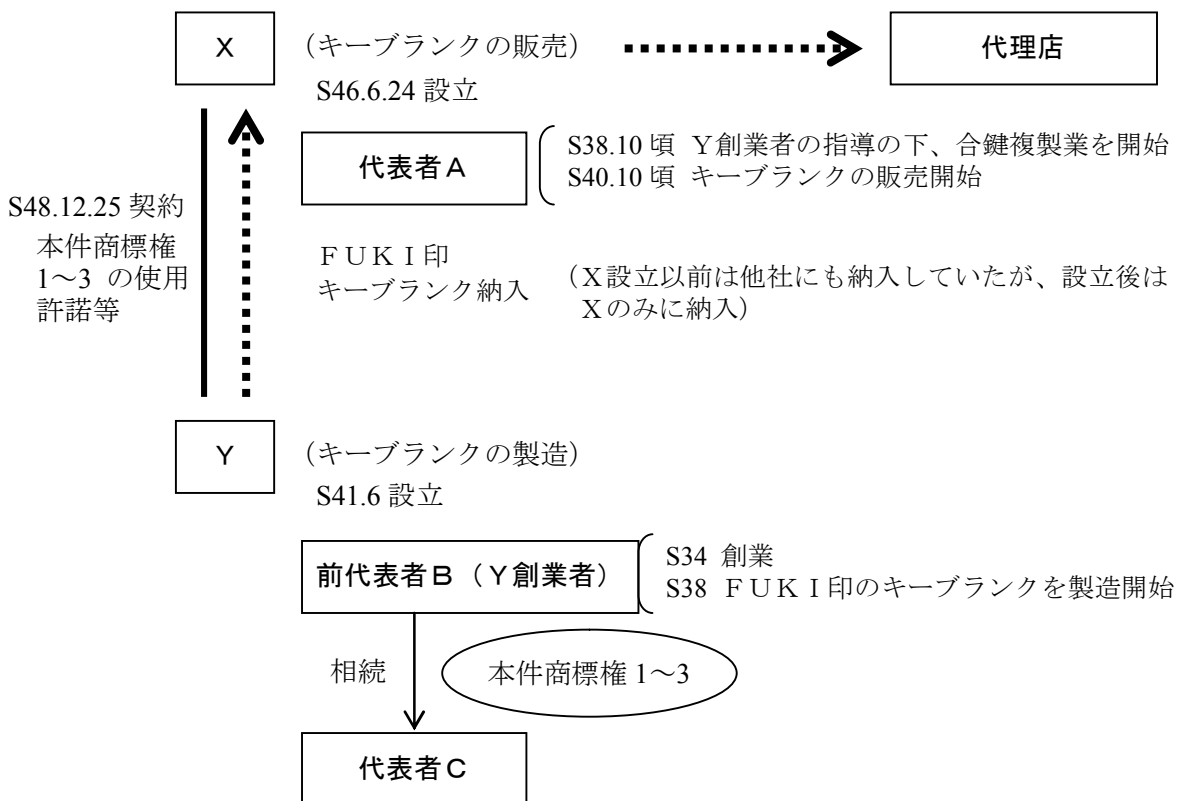 X
（キーブランクの販売）
代理店
S46.6.24 設立
代表者A
S38.10 頃 Y創業者の指導の下、合鍵複製業を開始
S40.10 頃 キーブランクの販売開始
S48.12.25 契約
本件商標権
1～3 の使用
許諾等
ＦＵＫＩ印
キーブランク納入
（X設立以前は他社にも納入していたが、設立後は
Xのみに納入）
Y
（キーブランクの製造）
S41.6 設立
前代表者B（Y創業者）
S34 創業
S38 ＦＵＫＩ印のキーブランクを製造開始
相続
本件商標権 1～3
代表者C